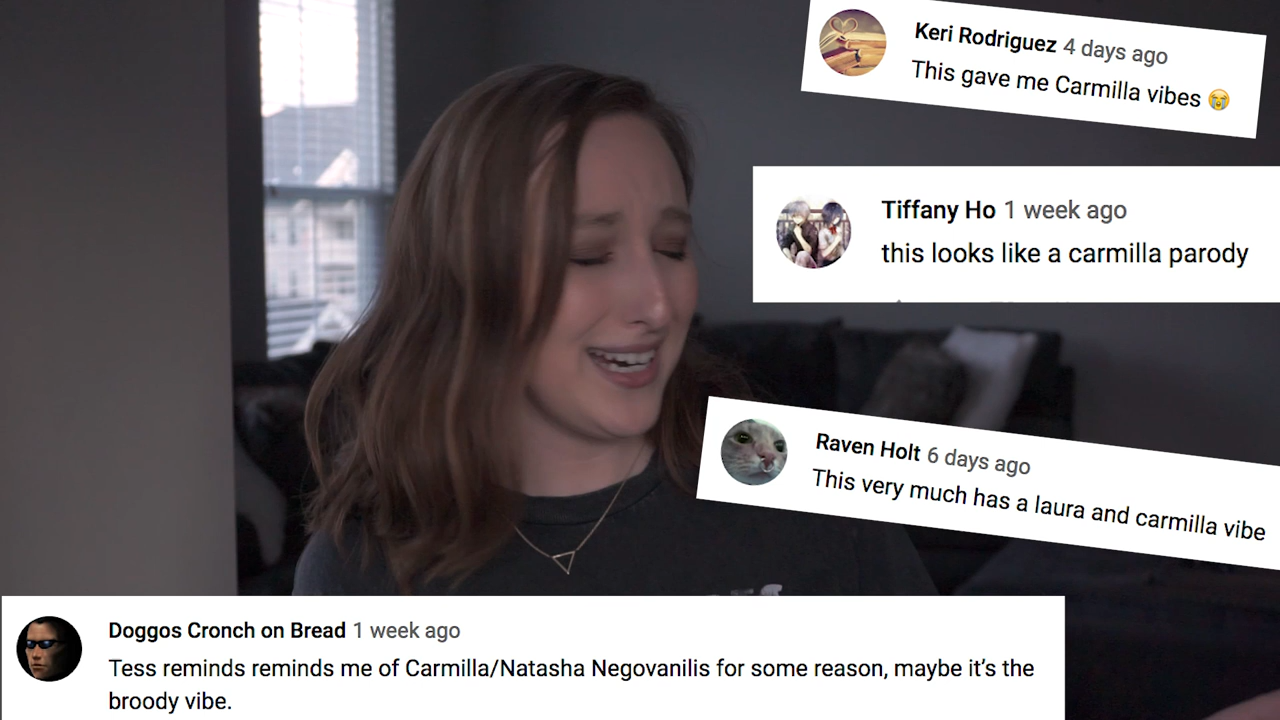 Keri Rodriguez 4 days ago
This gave me Carmilla vibes 😭
Tiffany Ho 1 week ago
this looks like a carmilla parody
Raven Holt 6 days ago
This very much has a laura and carmilla vibe
Doggos Cronch on Bread 1 week ago
Tess reminds reminds me of Carmilla/Natasha Negovanilis for some reason, maybe it’s the
broody vibe.